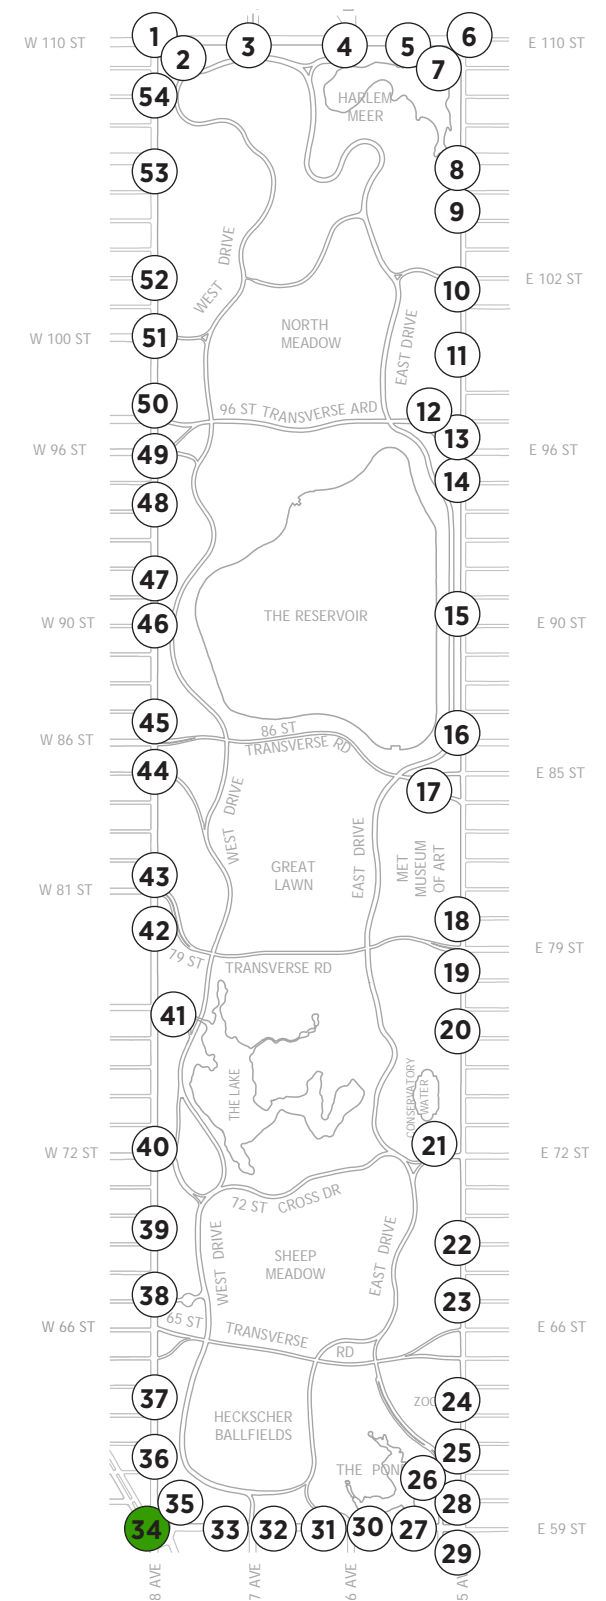 1
2
3
4
5
6
W 110 ST
E 110 ST
7
54
HARLEM
MEER
53
8
9
WEST DRIVE
52
10
E 102 ST
51
W 100 ST
NORTH
MEADOW
EAST DRIVE
11
50
96 ST TRANSVERSE ARD
12
13
W 96 ST
49
E 96 ST
14
48
47
THE RESERVOIR
15
W 90 ST
46
E 90 ST
45
86 ST
TRANSVERSE RD
16
W 86 ST
44
E 85 ST
17
WEST DRIVE
EAST DRIVE
MET
MUSEUM
OF ART
GREAT
LAWN
43
W 81 ST
42
18
79 ST
TRANSVERSE RD
E 79 ST
19
41
20
THE LAKE
CONSERVATORY
WATER
40
W 72 ST
21
E 72 ST
72 ST CROSS DR
39
WEST DRIVE
SHEEP
MEADOW
EAST DRIVE
22
38
23
65 ST
TRANSVERSE
RD
W 66 ST
E 66 ST
37
ZOO
24
HECKSCHER
BALLFIELDS
36
25
THE PON
26
35
28
34
33
32
31
30
27
E 59 ST
29
8 AVE
7 AVE
6 AVE
5 AV